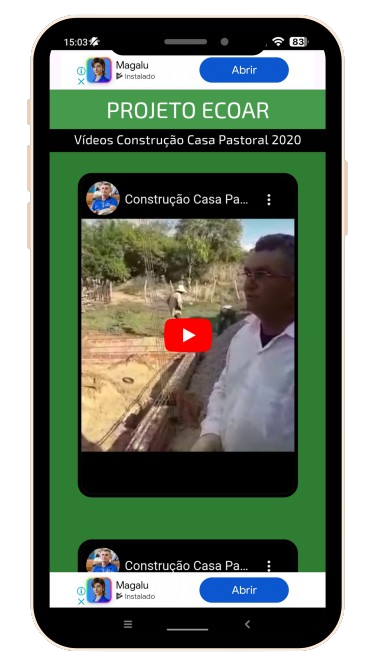 15:03
83
Magalu
Instalado
Abrir
PROJETO ECOAR
Vídeos Construção Casa Pastoral 2020
Construção Casa Pa...
Construção Casa Pa...
Magalu
Instalado
Abrir